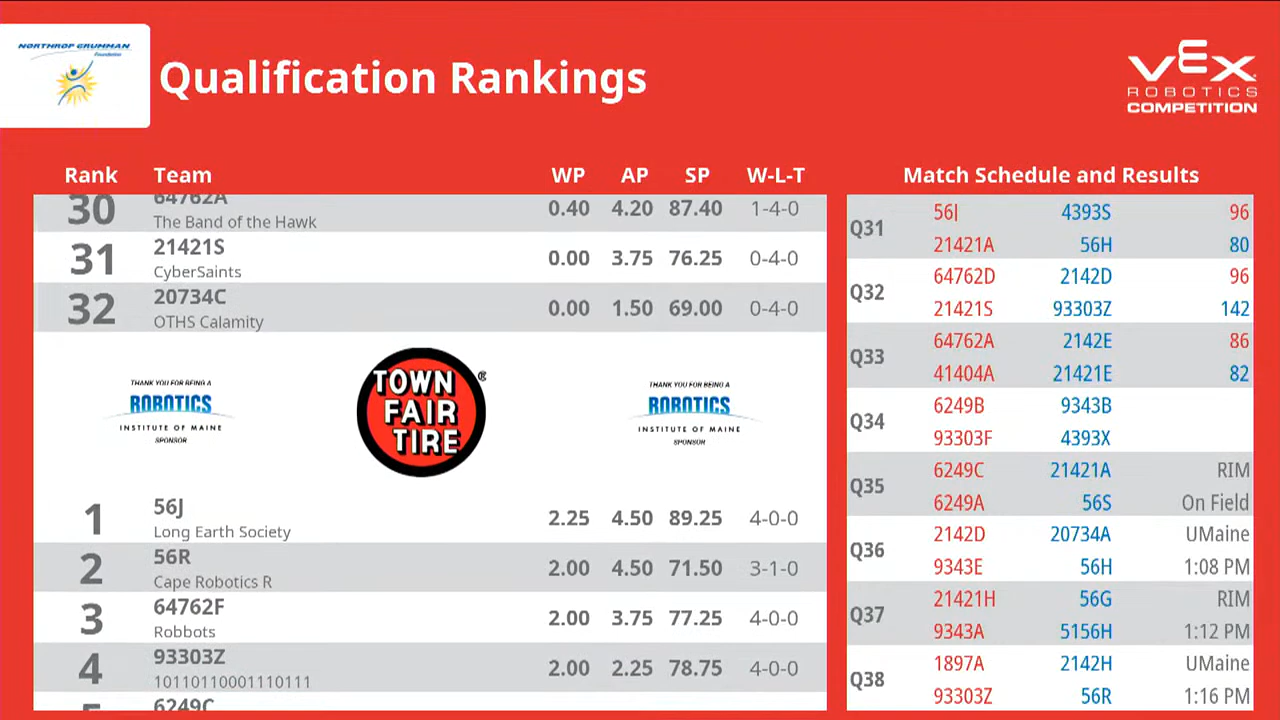 NORTHROP GRUMMAN
Foundation
Qualification Rankings
VEX
ROBOTICS
COMPETITION
Rank Team WP AP SP W-L-T
30 64762A 0.40 4.20 87.40 1-4-0
The Band of the Hawk
31 21421S 0.00 3.75 76.25 0-4-0
CyberSaints
32 20734C 0.00 1.50 69.00 0-4-0
OTHS Calamity
THANK YOU FOR BEING A
ROBOTICS
INSTITUTE OF MAINE
SPONSOR
TOWN
FAIR
TIRE
®
THANK YOU FOR BEING A
ROBOTICS
INSTITUTE OF MAINE
SPONSOR
1 56J 2.25 4.50 89.25 4-0-0
Long Earth Society
2 56R 2.00 4.50 71.50 3-1-0
Cape Robotics R
3 64762F 2.00 3.75 77.25 4-0-0
Robbots
4 93303Z 2.00 2.25 78.75 4-0-0
10110110001110111
6249C
Match Schedule and Results
Q31 56J 4393S 96
21421A 56H 80
Q32 64762D 2142D 96
21421S 93303Z 142
Q33 64762A 2142E 86
41404A 21421E 82
Q34 6249B 9343B
93303F 4393X
Q35 6249C 21421A RIM
6249A 56S On Field
Q36 2142D 20734A UMaine
9343E 56H 1:08 PM
Q37 21421H 56G RIM
9343A 5156H 1:12 PM
Q38 1897A 2142H UMaine
93303Z 56R 1:16 PM